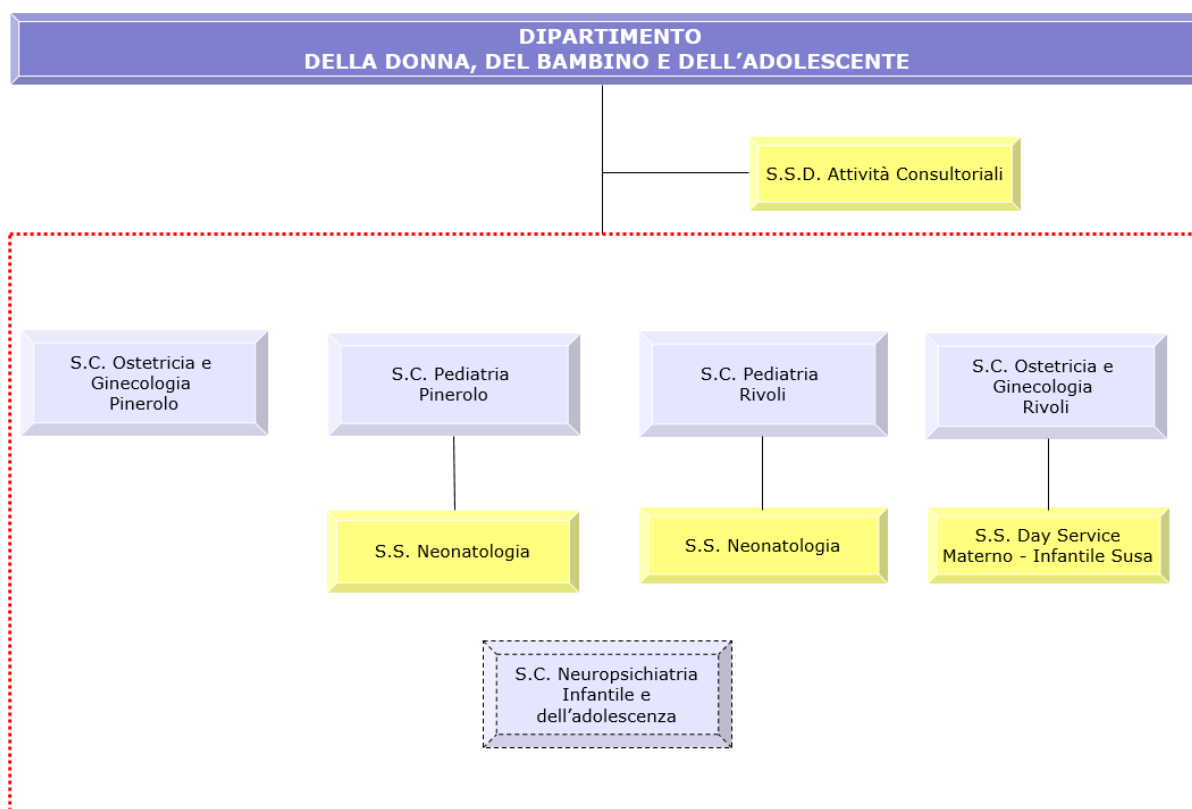 DIPARTIMENTO
DELLA DONNA, DEL BAMBINO E DELL’ADOLESCENTE
S.S.D. Attività Consultoriali
S.C. Ostetricia e
Ginecologia
Pinerolo
S.C. Pediatria
Pinerolo
S.C. Pediatria
Rivoli
S.C. Ostetricia e
Ginecologia
Rivoli
S.S. Neonatologia
S.S. Neonatologia
S.S. Day Service
Materno - Infantile Susa
S.C. Neuropsichiatria
Infantile e
dell’adolescenza